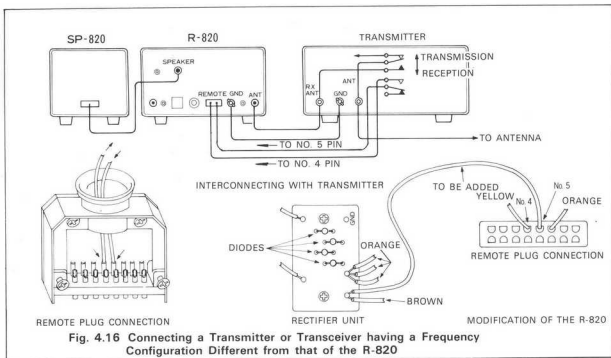 SP-820
R-820
TRANSMITTER
SPEAKER
REMOTE GND ANT
RX
ANT
GND
ANT
TRANSMISSION
RECEPTION
TO ANTENNA
TO NO. 5 PIN
TO NO. 4 PIN
INTERCONNECTING WITH TRANSMITTER
TO BE ADDED
YELLOW
No. 4
No. 5
ORANGE
GND
DIODES
ORANGE
BROWN
REMOTE PLUG CONNECTION
REMOTE PLUG CONNECTION
RECTIFIER UNIT
MODIFICATION OF THE R-820
Fig. 4.16 Connecting a Transmitter or Transceiver having a Frequency
Configuration Different from that of the R-820